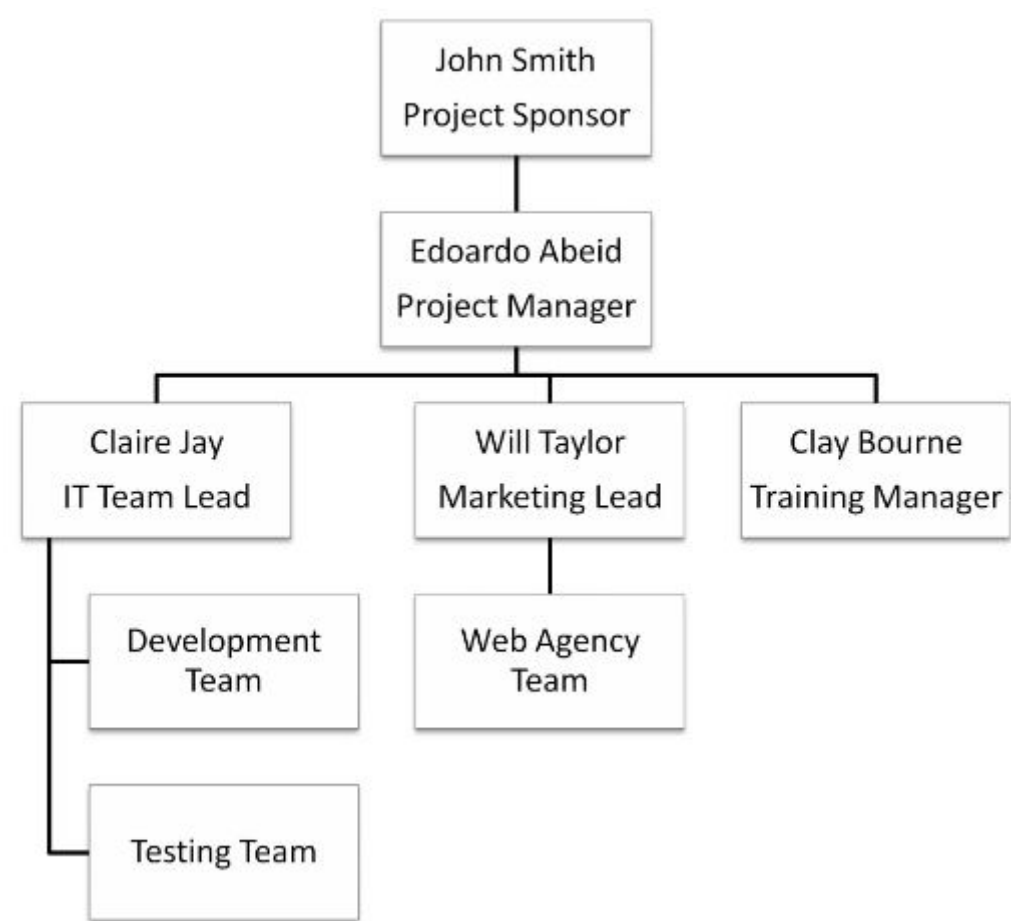 John Smith
Project Sponsor
Edoardo Abeid
Project Manager
Claire Jay
IT Team Lead
Will Taylor
Marketing Lead
Clay Bourne
Training Manager
Development
Team
Web Agency
Team
Testing Team